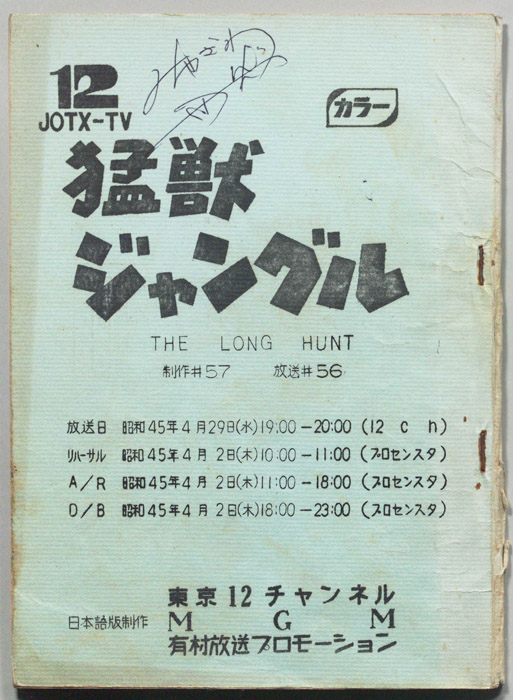 12
JOTX-TV
カラー
猛獣
ジャングル
THE LONG HUNT
制作#57 放送#56
放送日 昭和45年4月29日(水)19:00-20:00(12ch)
リハーサル 昭和45年4月2日(木)10:00-11:00(プロセンスタ)
A/R 昭和45年4月2日(木)11:00-18:00(プロセンスタ)
D/B 昭和45年4月2日(木)18:00-23:00(プロセンスタ)
東京12チャンネル
日本語版制作 MGM
有村放送プロモーション